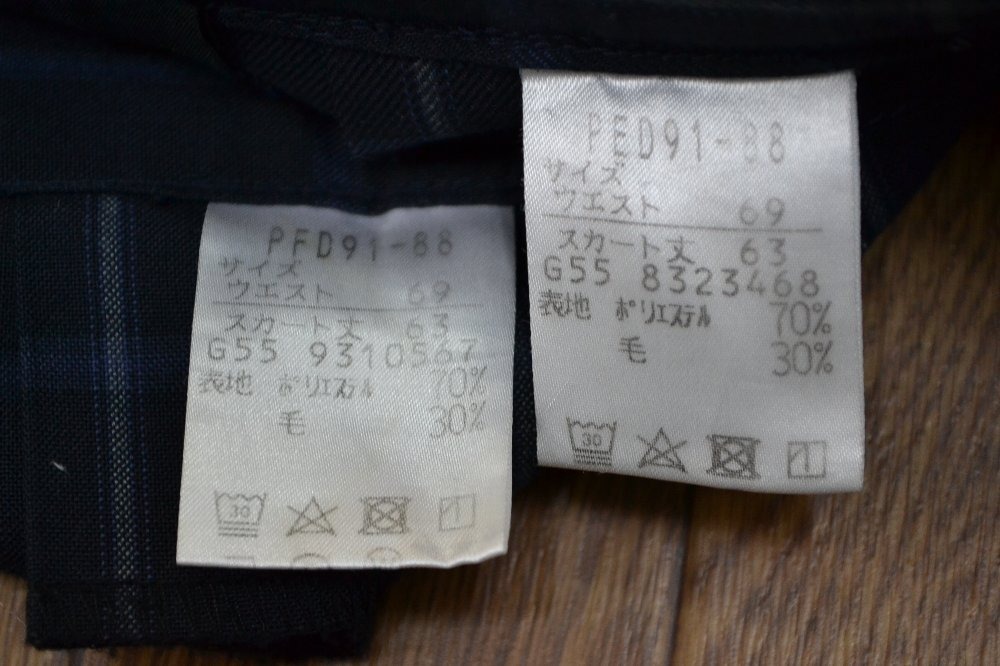 PFD91-88
サイズ
ウエスト 69
スカート丈 63
G55 9310567
表地 ポリエステル 70%
毛 30%
30
PED91-88
サイズ
ウエスト 69
スカート丈 63
G55 8323468
表地 ポリエステル 70%
毛 30%
30